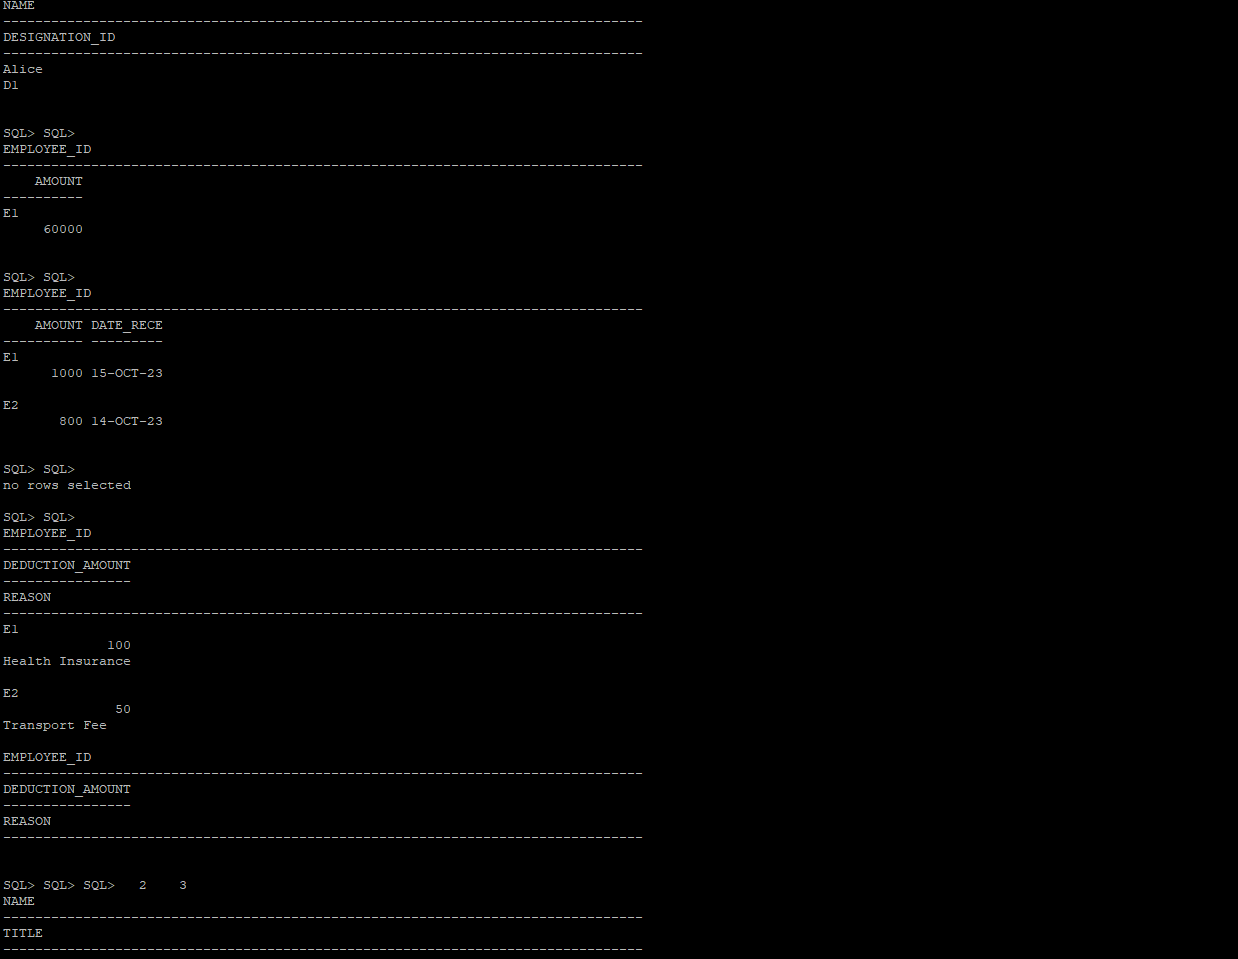 NAME
--------------------------------------------------------------------------------
DESIGNATION_ID
--------------------------------------------------------------------------------
Alice
D1
SQL> SQL>
EMPLOYEE_ID
--------------------------------------------------------------------------------
    AMOUNT
----------
E1
     60000
SQL> SQL>
EMPLOYEE_ID
--------------------------------------------------------------------------------
    AMOUNT DATE_RECE
---------- ---------
E1
      1000 15-OCT-23
E2
       800 14-OCT-23
SQL> SQL>
no rows selected
SQL> SQL>
EMPLOYEE_ID
--------------------------------------------------------------------------------
DEDUCTION_AMOUNT
----------------
REASON
--------------------------------------------------------------------------------
E1
             100
Health Insurance
E2
              50
Transport Fee
EMPLOYEE_ID
--------------------------------------------------------------------------------
DEDUCTION_AMOUNT
----------------
REASON
--------------------------------------------------------------------------------
SQL> SQL> SQL>   2    3
NAME
--------------------------------------------------------------------------------
TITLE
--------------------------------------------------------------------------------